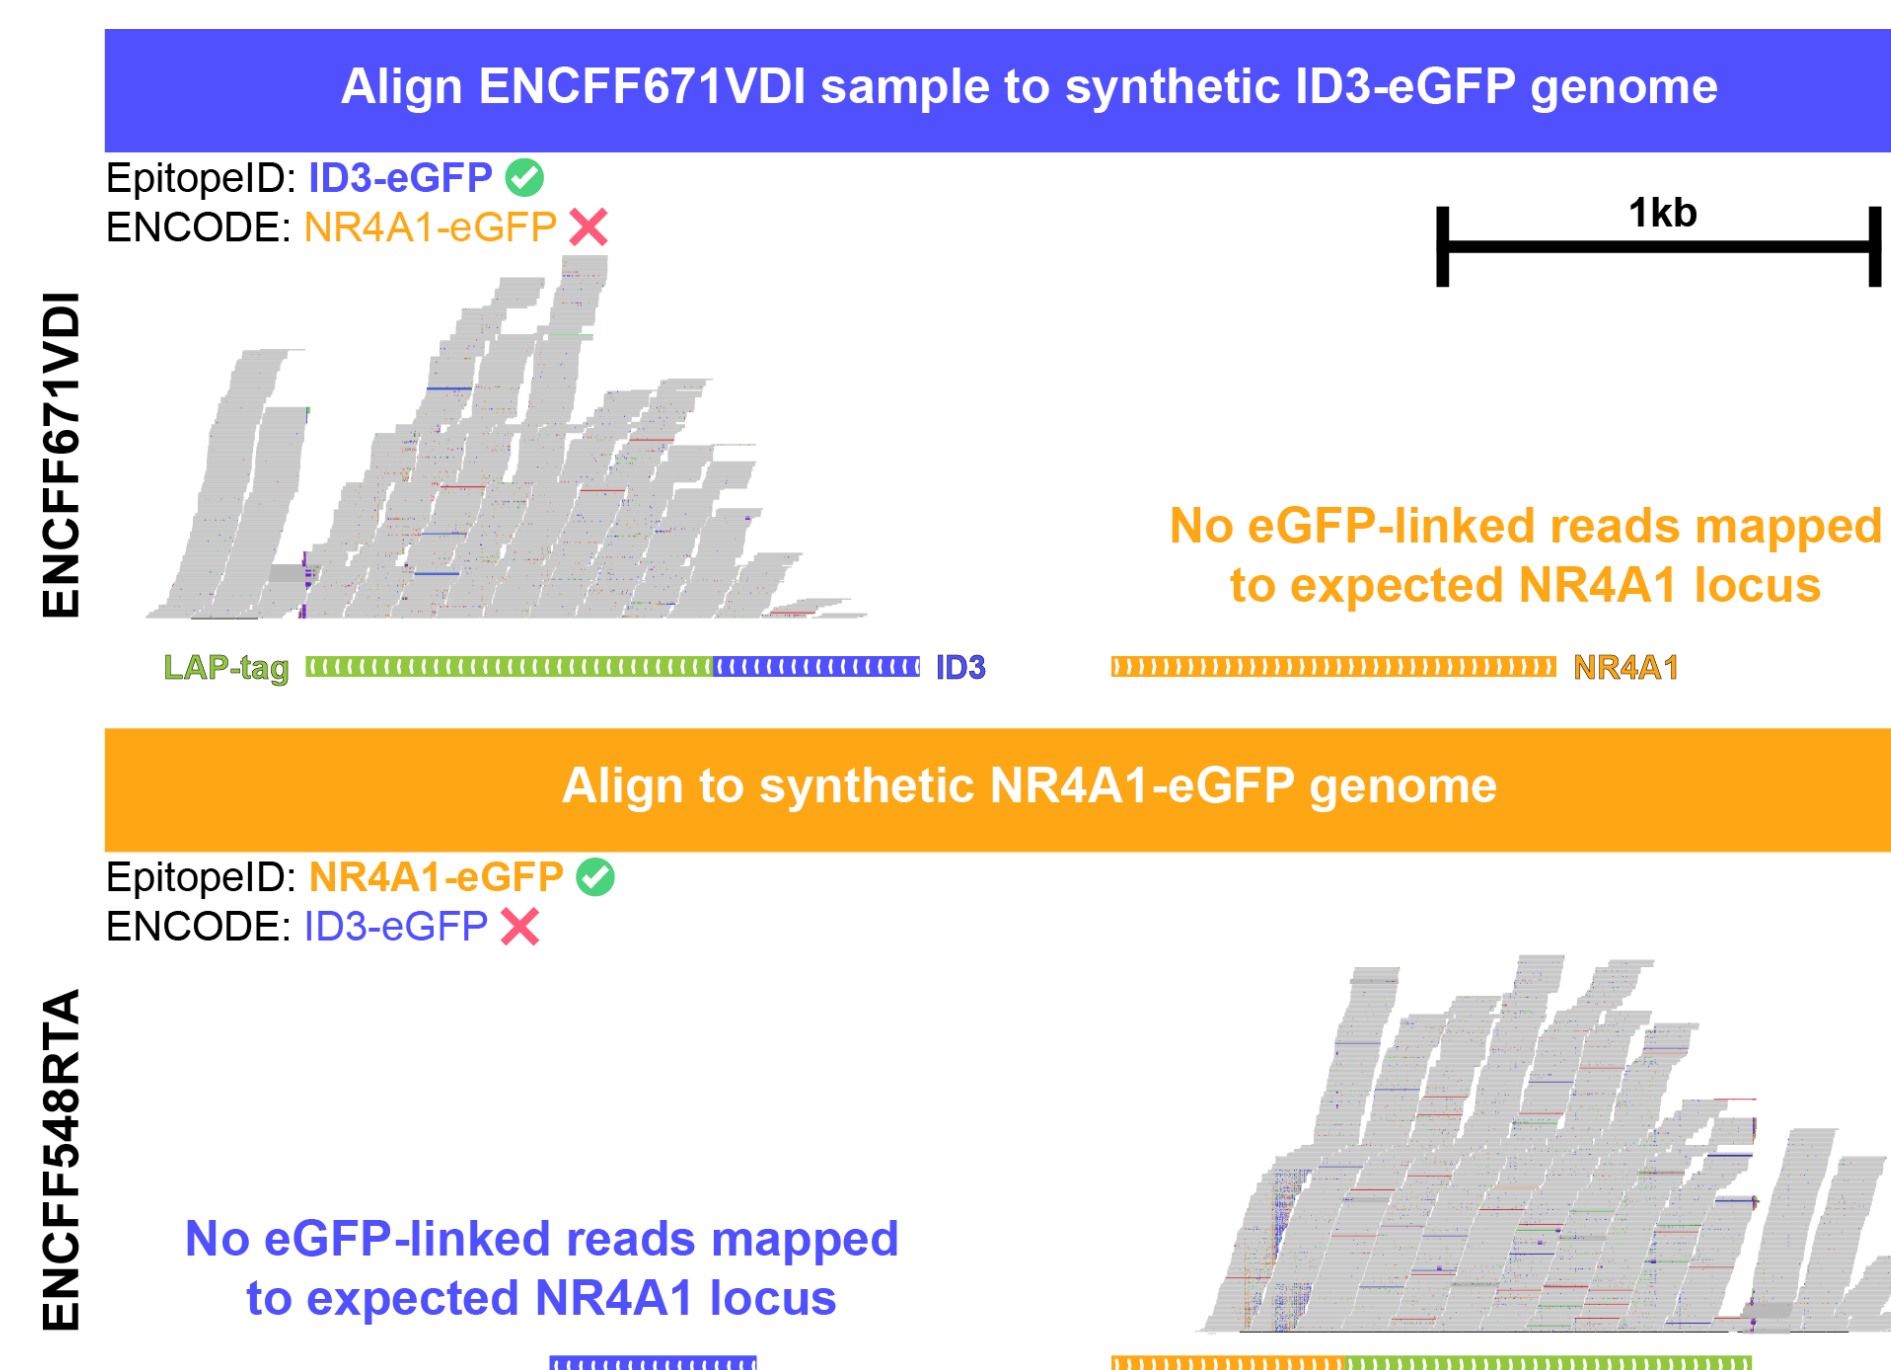 Align ENCFF671VDI sample to synthetic ID3-eGFP genome
EpitopeID: ID3-eGFP
ENCODE: NR4A1-eGFP
1kb
ENCFF671VDI
No eGFP-linked reads mapped
to expected NR4A1 locus
LAP-tag
ID3
NR4A1
Align to synthetic NR4A1-eGFP genome
EpitopeID: NR4A1-eGFP
ENCODE: ID3-eGFP
ENCFF548RTA
No eGFP-linked reads mapped
to expected NR4A1 locus